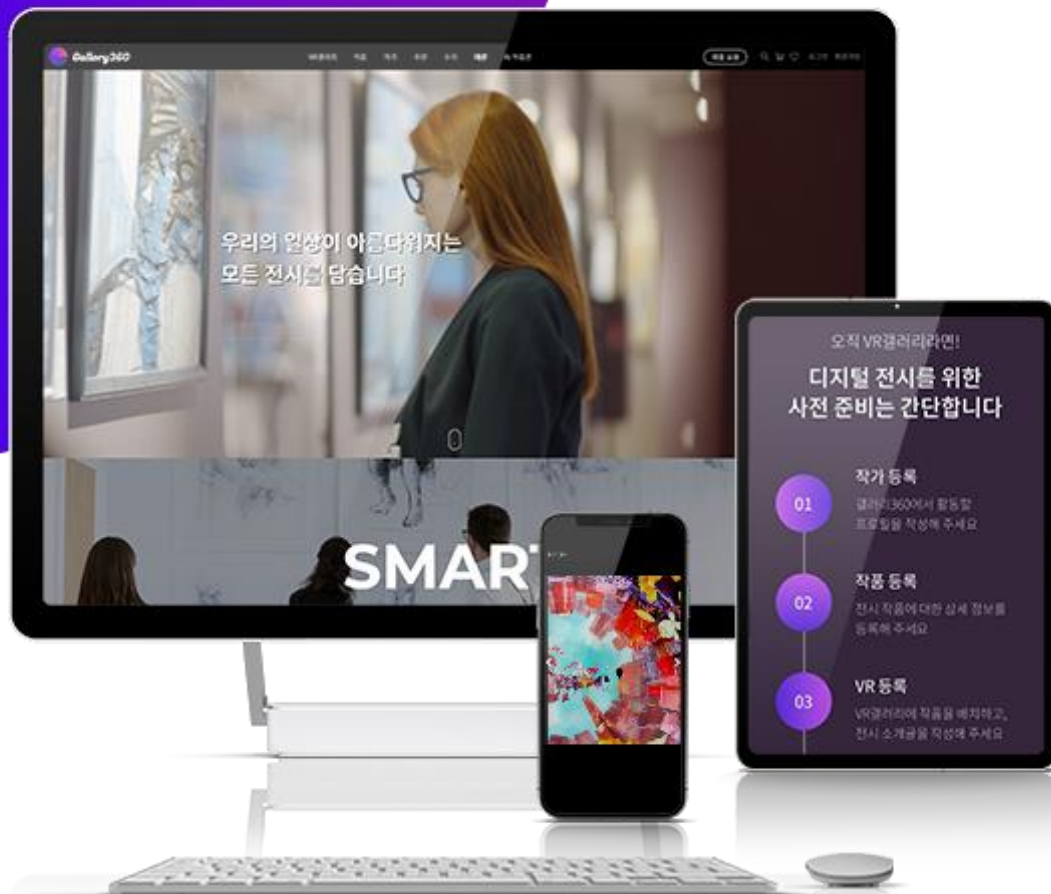 Gallery360
우리의 일상이 아름다워지는
모든 전시를 담습니다
SMART
오직 VR갤러리라면!
디지털 전시를 위한
사전 준비는 간단합니다
01
작가 등록
갤러리360에서 활동할
프로필을 작성해 주세요
02
작품 등록
전시 작품에 대한 상세 정보를
등록해 주세요
03
VR 등록
VR갤러리에 작품을 배치하고,
전시 소개글을 작성해 주세요